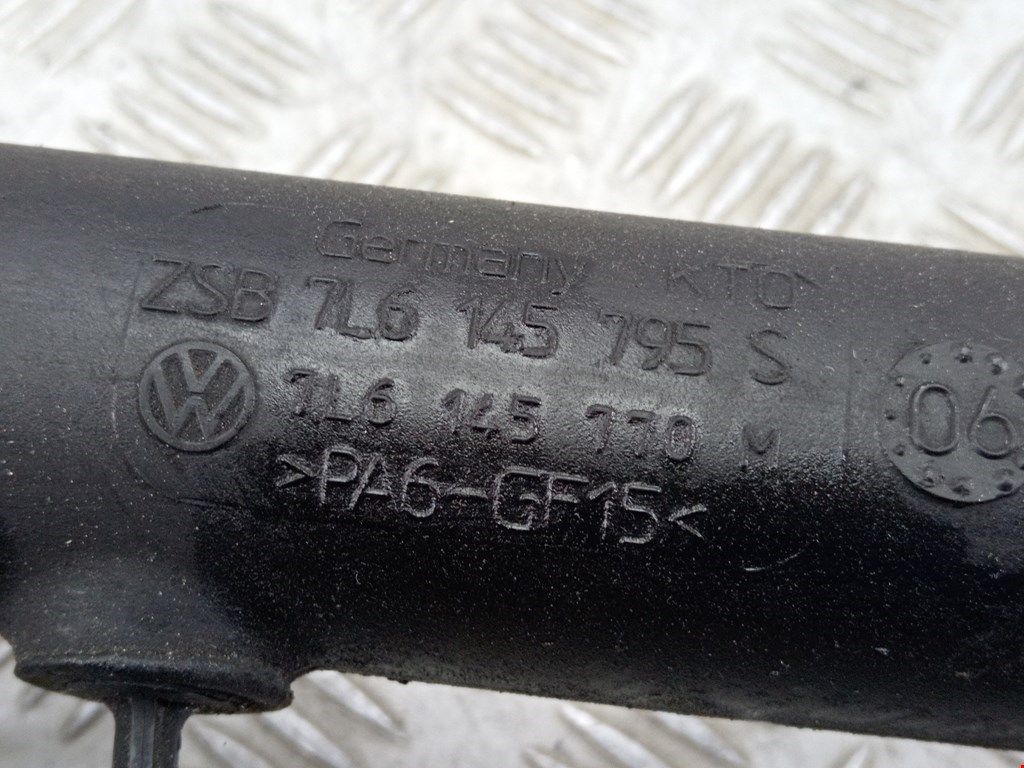 Germany KTO
ZSB 7L6 145 795 S
7L6 145 770 M
>PA6-GF15<
06